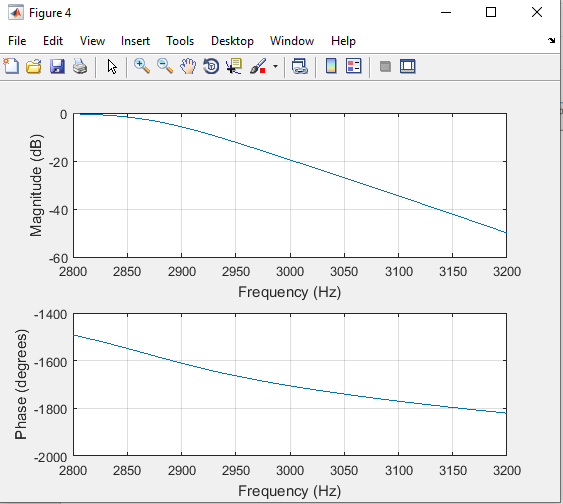 Figure 4
File Edit View Insert Tools Desktop Window Help
0
-20
-40
-60
Magnitude (dB)
2800 2850 2900 2950 3000 3050 3100 3150 3200
Frequency (Hz)
-1400
-1600
-1800
-2000
Phase (degrees)
2800 2850 2900 2950 3000 3050 3100 3150 3200
Frequency (Hz)